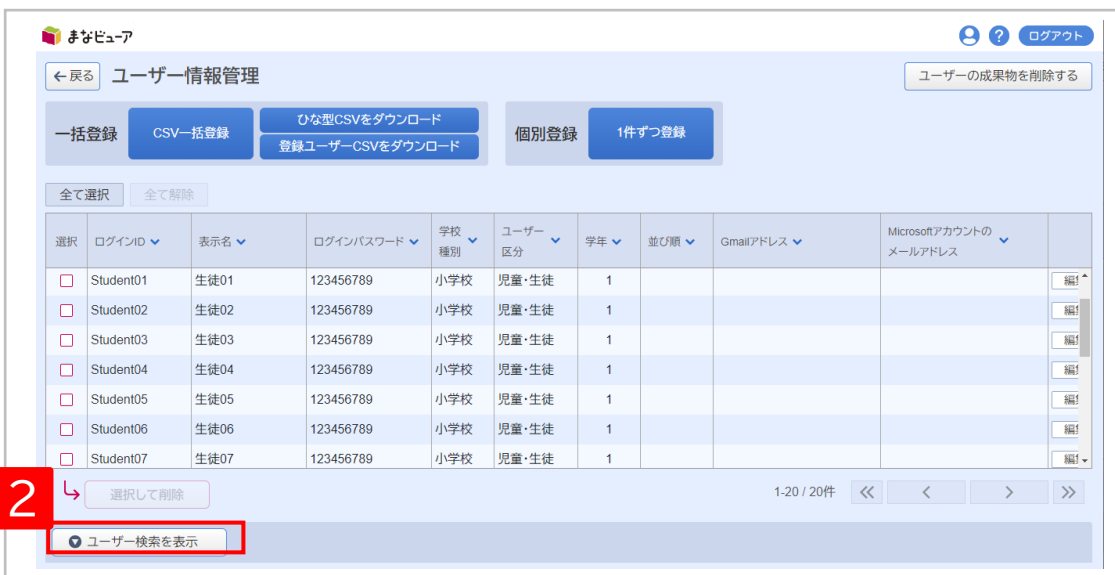 まなビューア
? ログアウト
←戻る ユーザー情報管理 ユーザーの成果物を削除する
一括登録 CSV一括登録 ひな型CSVをダウンロード 個別登録 1件ずつ登録
登録ユーザーCSVをダウンロード
全て選択 全て解除
選択 ログインID 表示名 ログインパスワード 学校種別 ユーザー区分 学年 並び順 Gmailアドレス Microsoftアカウントのメールアドレス
Student01 生徒01 123456789 小学校 児童・生徒 1
Student02 生徒02 123456789 小学校 児童・生徒 1
Student03 生徒03 123456789 小学校 児童・生徒 1
Student04 生徒04 123456789 小学校 児童・生徒 1
Student05 生徒05 123456789 小学校 児童・生徒 1
Student06 生徒06 123456789 小学校 児童・生徒 1
Student07 生徒07 123456789 小学校 児童・生徒 1
2 選択して削除 1-20 / 20件
ユーザー検索を表示